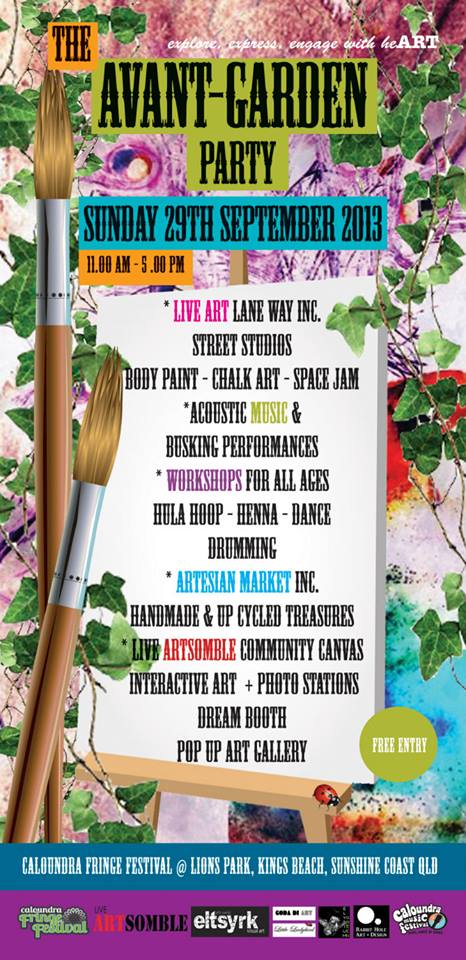 THE
explore, express, engage with heART
AVANT-GARDEN
PARTY
SUNDAY 29TH SEPTEMBER 2013
11.00 AM - 5 .00 PM
* LIVE ART LANE WAY INC.
STREET STUDIOS
BODY PAINT - CHALK ART - SPACE JAM
*ACOUSTIC MUSIC &
BUSKING PERFORMANCES
* WORKSHOPS FOR ALL AGES
HULA HOOP - HENNA - DANCE
DRUMMING
* ARTESIAN MARKET INC.
HANDMADE & UP CYCLED TREASURES
* LIVE ARTSOMBLE COMMUNITY CANVAS
INTERACTIVE ART + PHOTO STATIONS
DREAM BOOTH
POP UP ART GALLERY
FREE ENTRY
CALOUNDRA FRINGE FESTIVAL @ LIONS PARK, KINGS BEACH, SUNSHINE COAST QLD
caloundra
Fringe
Festival
LIVE
ARTSOMBLE
eltsyrk
visual art
CODA DI ART
Little Ladybird
RABBIT HOLE
ART + DESIGN
Caloundra
Music
Festival